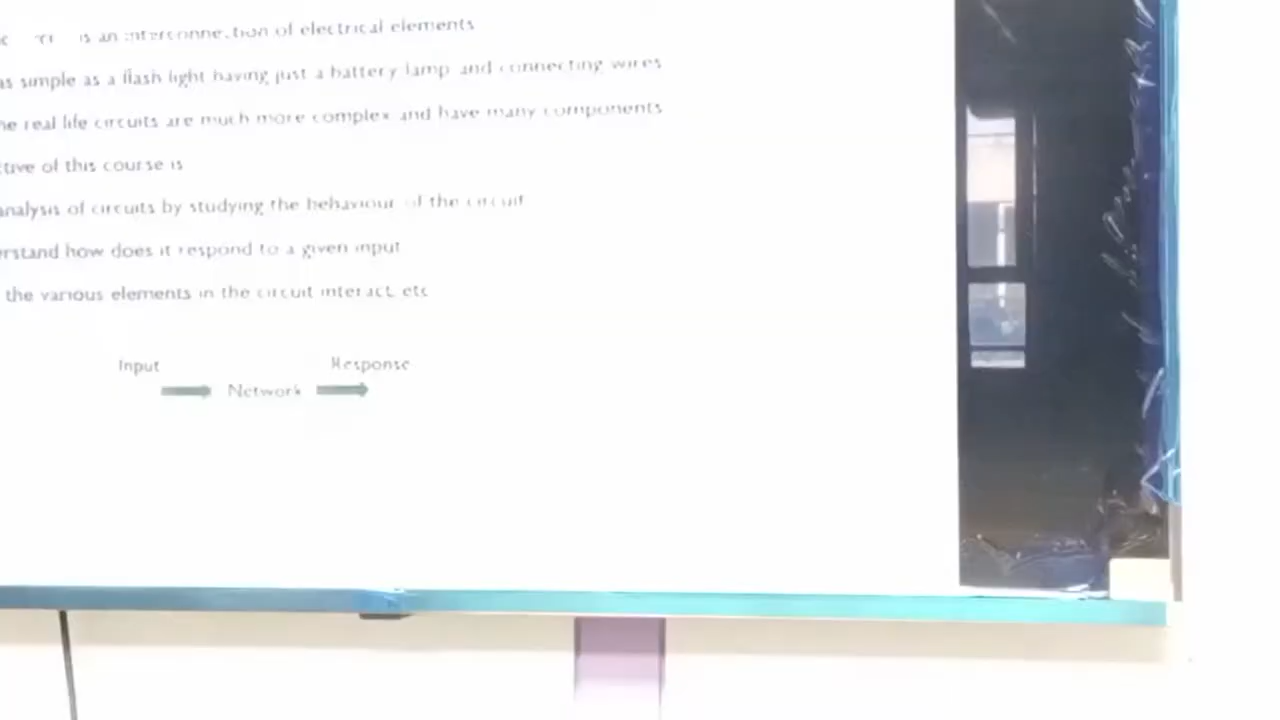 is an interconnection of electrical elements
as simple as a flash light having just a battery lamp and connecting wires
real life circuits are much more complex and have many components
of this course is
analysis of circuits by studying the behaviour of the circuit
how does it respond to a given input
the various elements in the circuit interact, etc
Input Response
Network